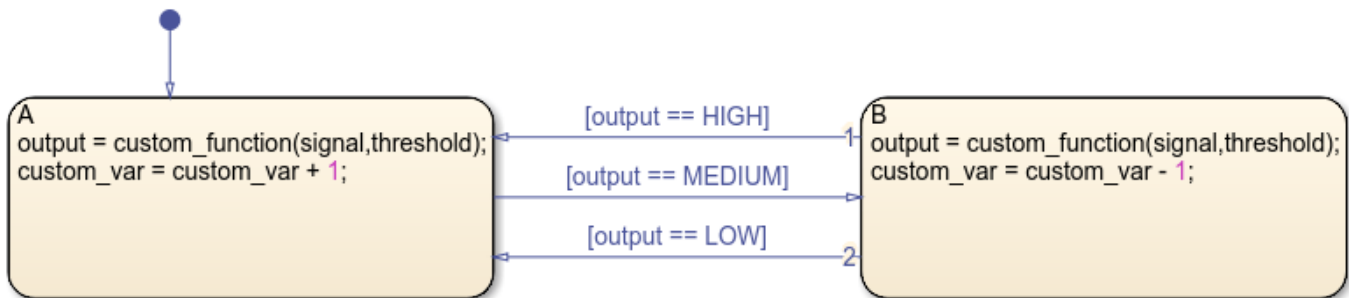 A
output = custom_function(signal,threshold);
custom_var = custom_var + 1;
[output == HIGH]
1
[output == MEDIUM]
[output == LOW]
2
B
output = custom_function(signal,threshold);
custom_var = custom_var - 1;